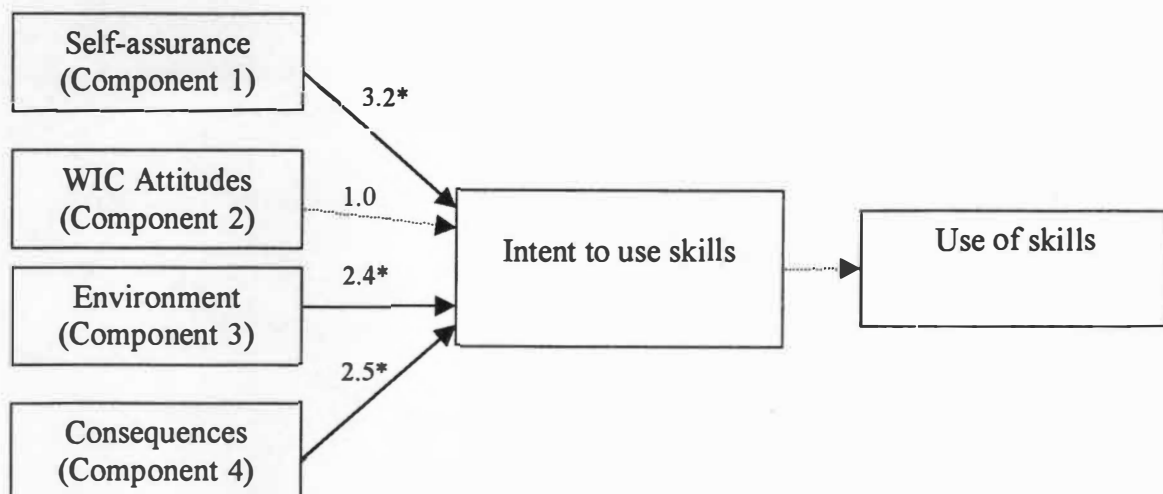 Self-assurance
(Component 1)
3.2*
WIC Attitudes
(Component 2)
1.0
Environment
(Component 3)
2.4*
Consequences
(Component 4)
2.5*
Intent to use skills
Use of skills